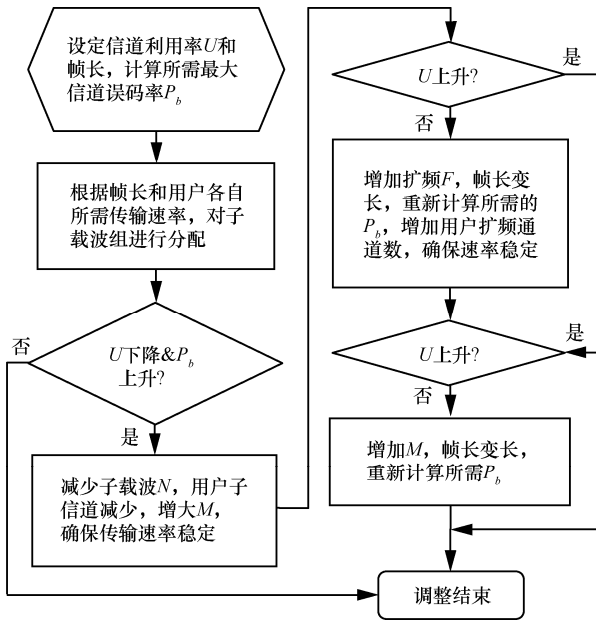 设定信道利用率U和
帧长，计算所需最大
信道误码率P_b
根据帧长和用户各自
所需传输速率，对子
载波组进行分配
否
U下降&P_b
上升?
是
减少子载波N，用户子
信道减少，增大M，
确保传输速率稳定
U上升?
是
否
增加扩频F，帧长变
长，重新计算所需的
P_b，增加用户扩频通
道数，确保速率稳定
U上升?
是
否
增加M，帧长变长，
重新计算所需P_b
调整结束